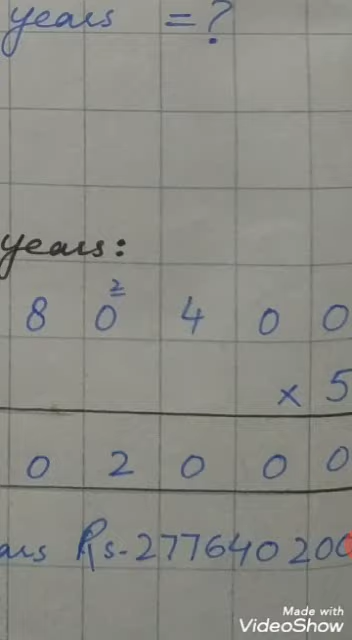 years = ?
years:
2
8 0 4 0 0
× 5
0 2 0 0 0
ars Rs-277640200
Made with
VideoShow